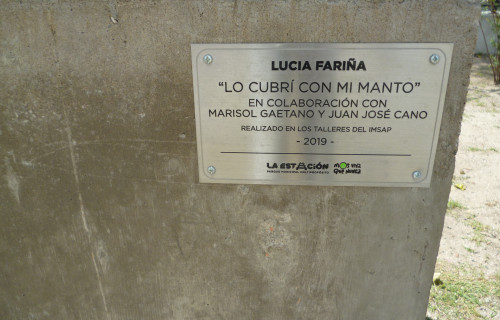 LUCIA FARIÑA
"LO CUBRÍ CON MI MANTO"
EN COLABORACIÓN CON
MARISOL GAETANO Y JUAN JOSÉ CANO
REALIZADO EN LOS TALLERES DEL IMSAP
- 2019 -
LA ESTACIÓN